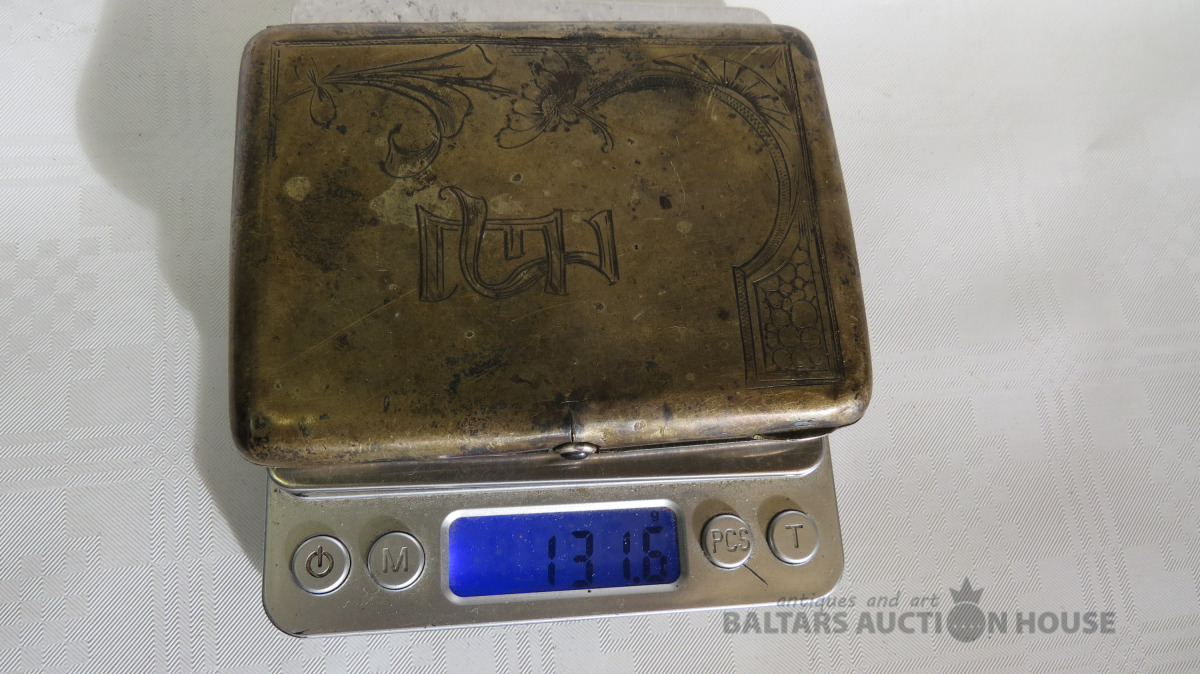 M
131.6 g
PCS
T
antiques and art
BALTARS AUCTION HOUSE